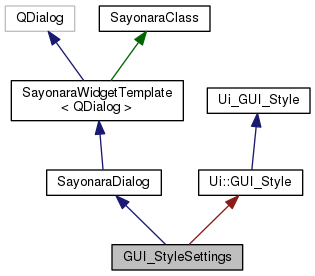 QDialog
SayonaraClass
SayonaraWidgetTemplate
< QDialog >
Ui_GUI_Style
SayonaraDialog
Ui::GUI_Style
GUI_StyleSettings